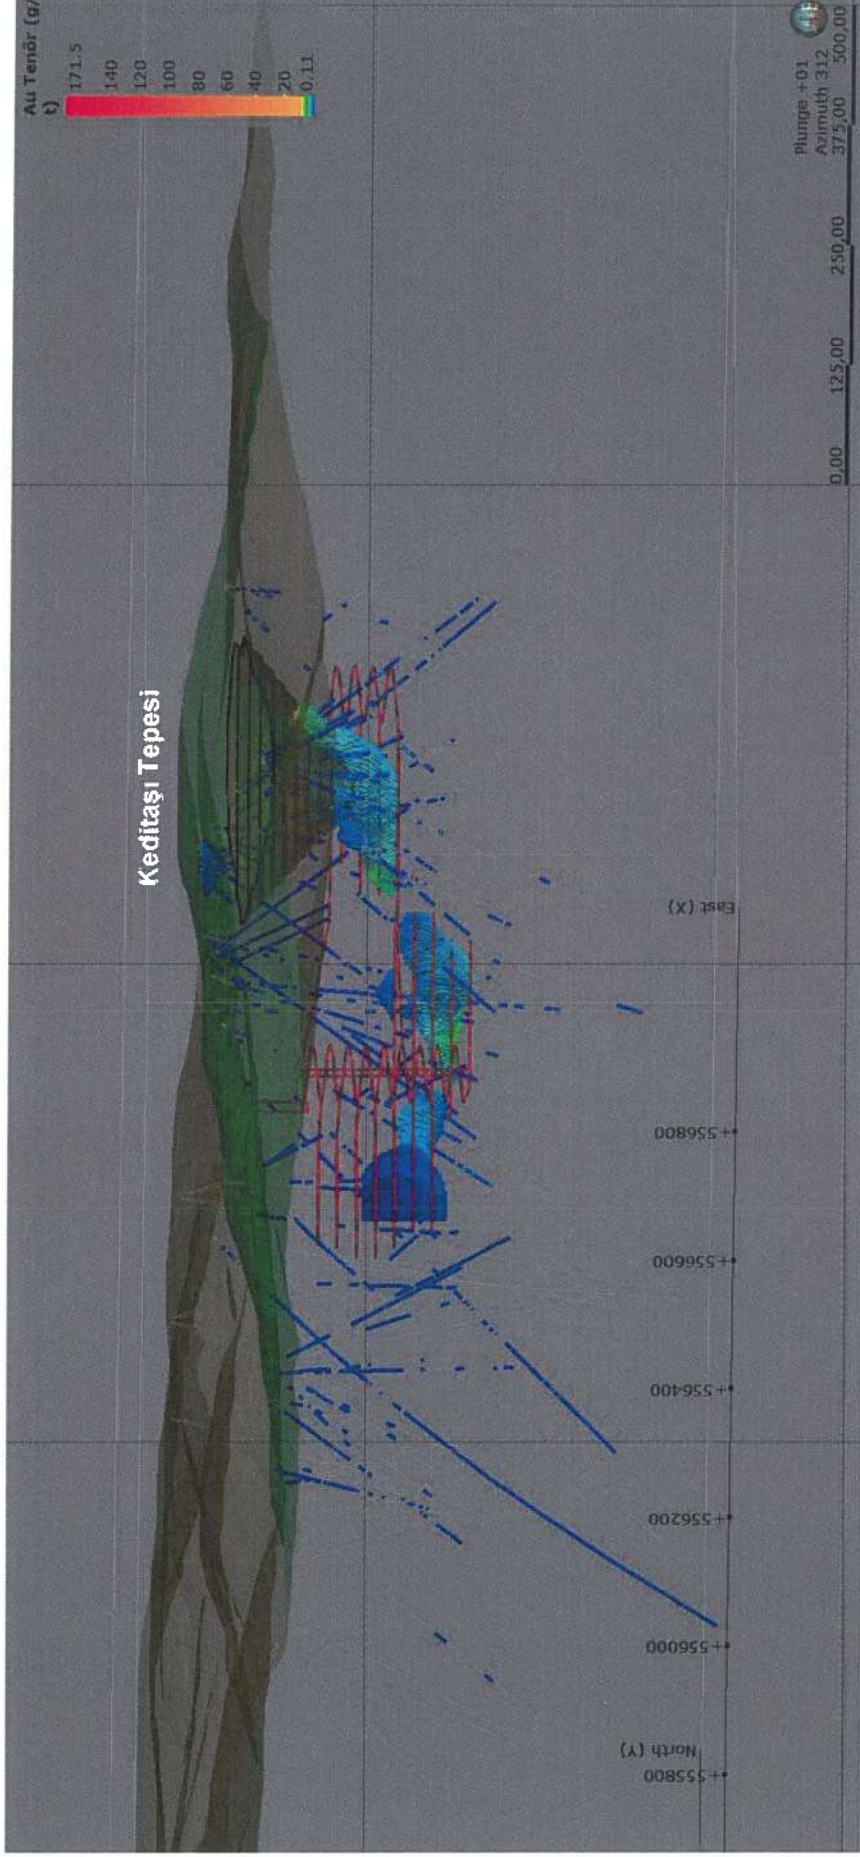 Au Tenör (g/
t)
171.5
140
120
100
80
60
40
20
0.11
Keditaşı Tepesi
East (X)
+556800
+556600
+556400
+556200
+556000
North (Y)
+555800
Plunge +01
Azimuth 312
0,00
125,00
250,00
375,00
500,00